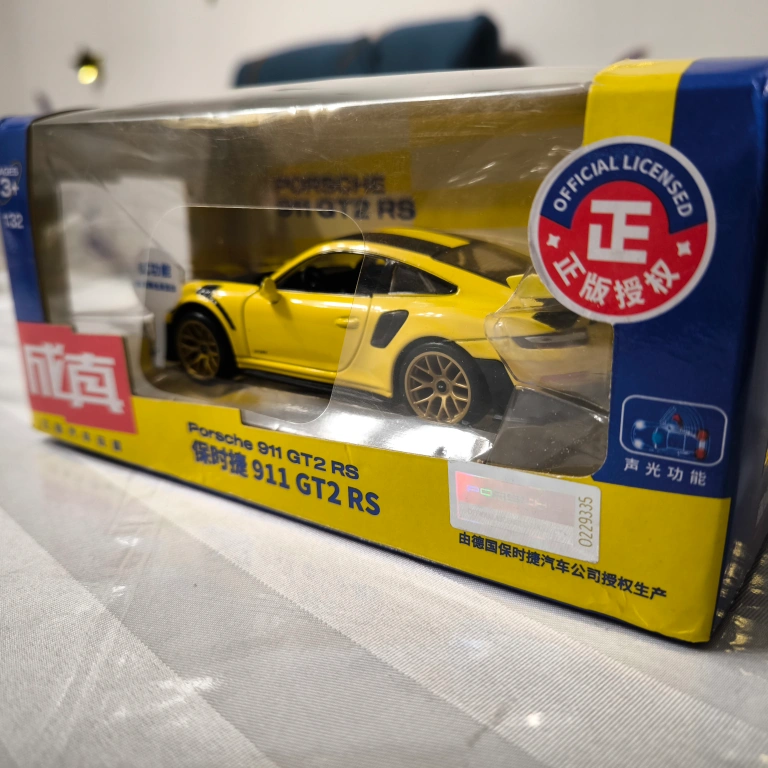 AGES
3+
1:32
PORSCHE
911 GT2 RS
OFFICIAL LICENSED
正
正版授权
成真
声光功能
Porsche 911 GT2 RS
保时捷 911 GT2 RS
0229335
由德国保时捷汽车公司授权生产